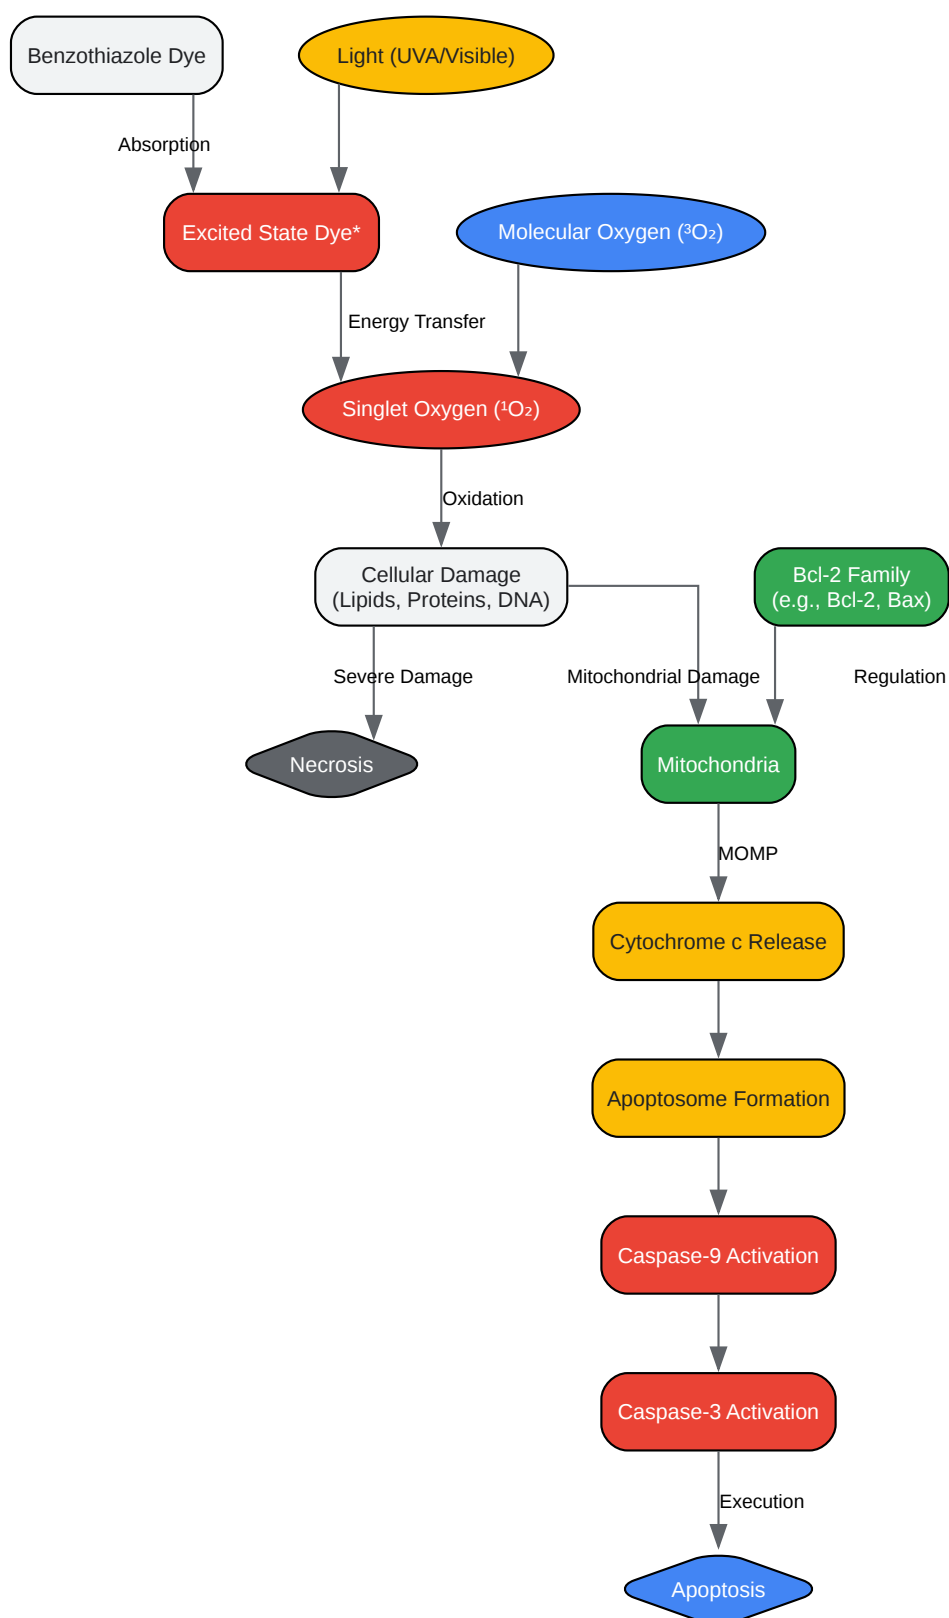 Benzothiazole Dye
Light (UVA/Visible)
Absorption
Excited State Dye*
Molecular Oxygen (³O₂)
Energy Transfer
Singlet Oxygen (¹O₂)
Oxidation
Cellular Damage
(Lipids, Proteins, DNA)
Bcl-2 Family
(e.g., Bcl-2, Bax)
Severe Damage
Mitochondrial Damage
Regulation
Necrosis
Mitochondria
MOMP
Cytochrome c Release
Apoptosome Formation
Caspase-9 Activation
Caspase-3 Activation
Execution
Apoptosis